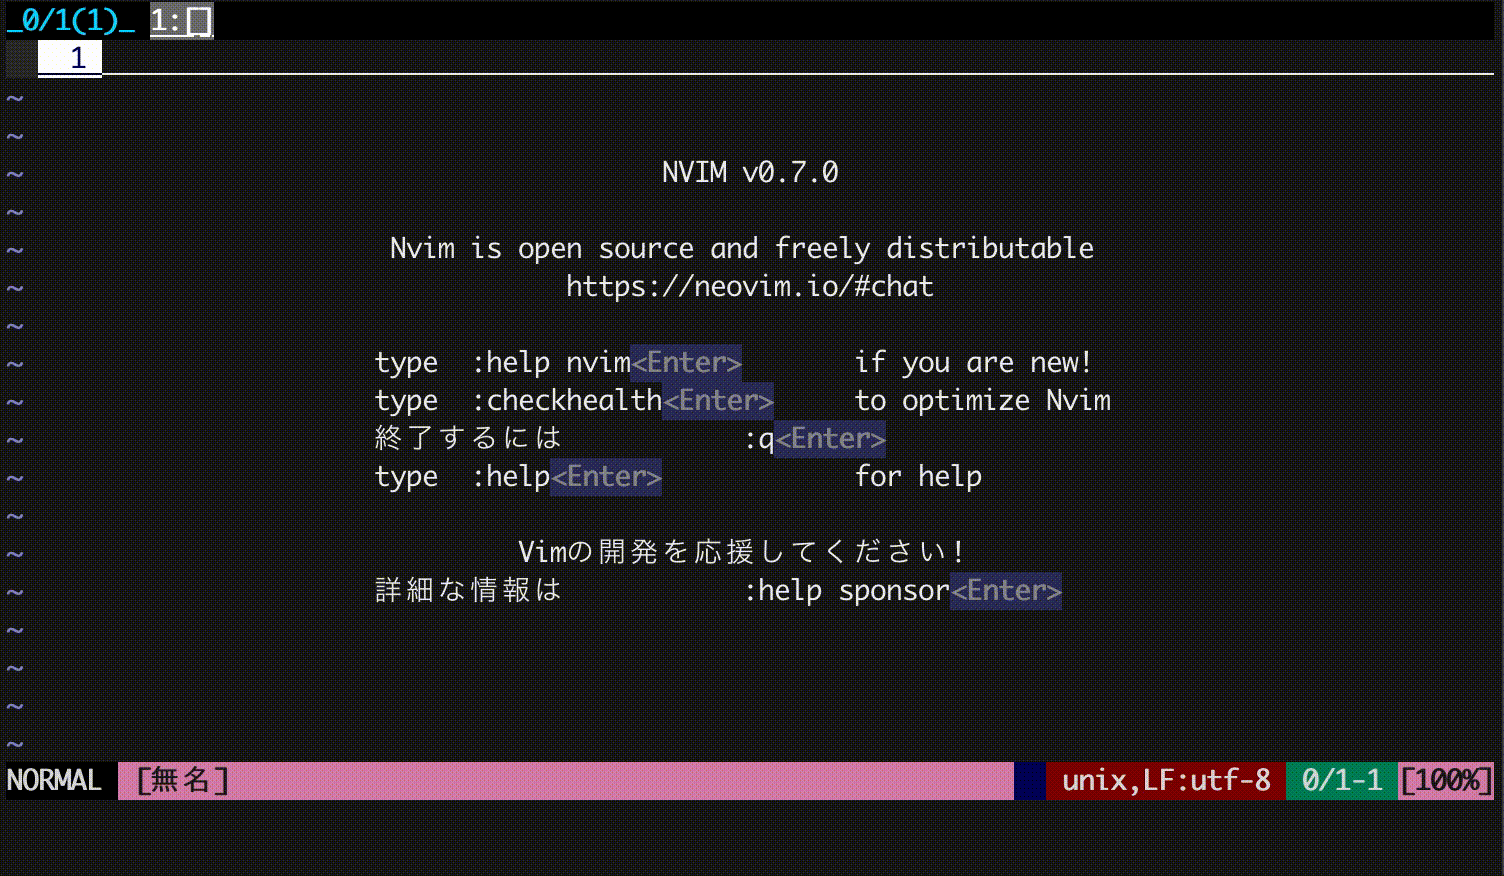 _0/1(1)_ 1:[]
1
~
~
~ NVIM v0.7.0
~
~ Nvim is open source and freely distributable
~ https://neovim.io/#chat
~
~ type :help nvim<Enter> if you are new!
~ type :checkhealth<Enter> to optimize Nvim
~ 終了するには :q<Enter>
~ type :help<Enter> for help
~
~ Vimの開発を応援してください!
~ 詳細な情報は :help sponsor<Enter>
~
~
~
~
NORMAL [無名] unix,LF:utf-8 0/1-1 [100%]